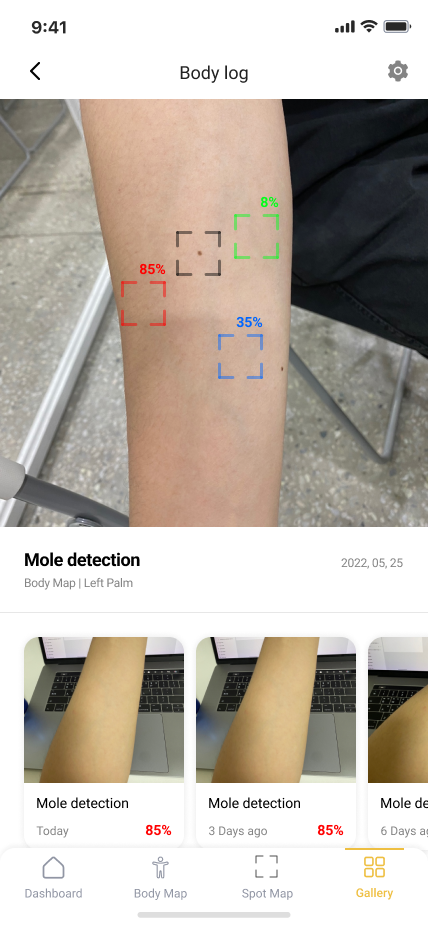 9:41
Body log
8%
85%
35%
Mole detection
2022, 05, 25
Body Map | Left Palm
Mole detection
Mole detection
Mole de
Today
85%
3 Days ago
85%
6 Days ag
Dashboard
Body Map
Spot Map
Gallery